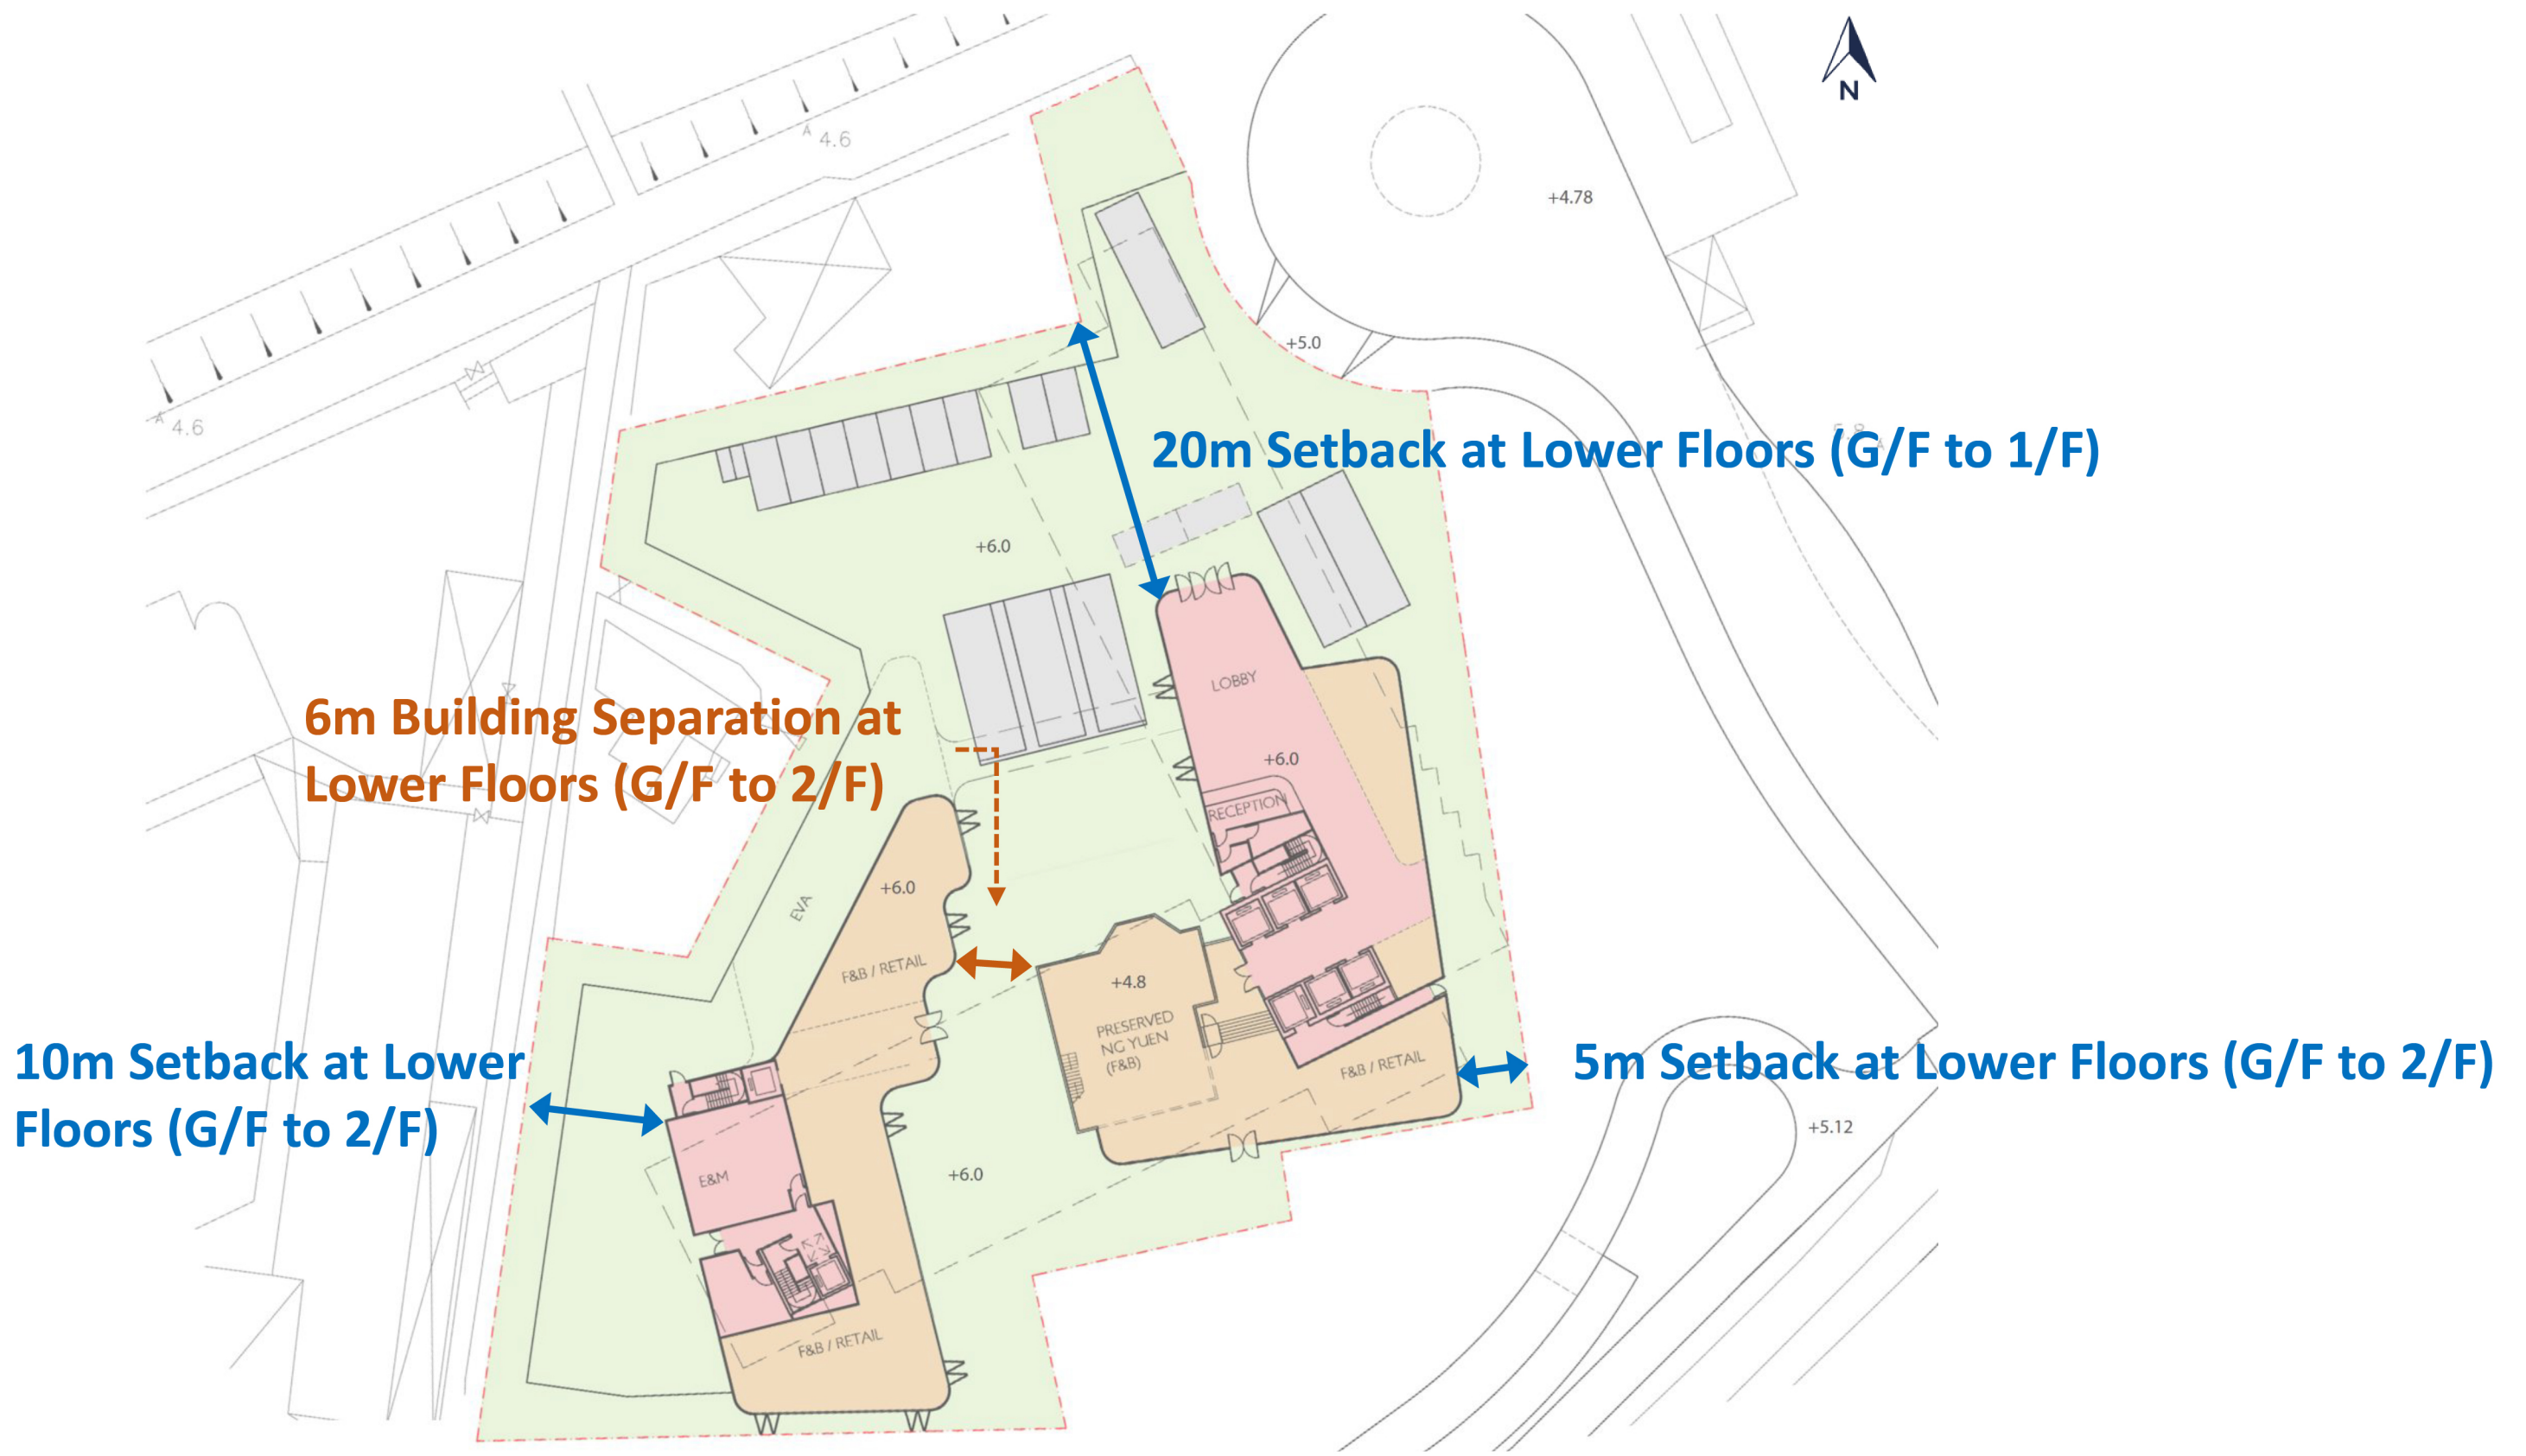 N
4.6
+4.78
+5.0
4.6
20m Setback at Lower Floors (G/F to 1/F)
+6.0
LOBBY
6m Building Separation at
Lower Floors (G/F to 2/F)
+6.0
RECEPTION
+6.0
EVA
F&B / RETAIL
+4.8
PRESERVED
NG YUEN
(F&B)
10m Setback at Lower
Floors (G/F to 2/F)
F&B / RETAIL
5m Setback at Lower Floors (G/F to 2/F)
+5.12
E&M
+6.0
F&B / RETAIL